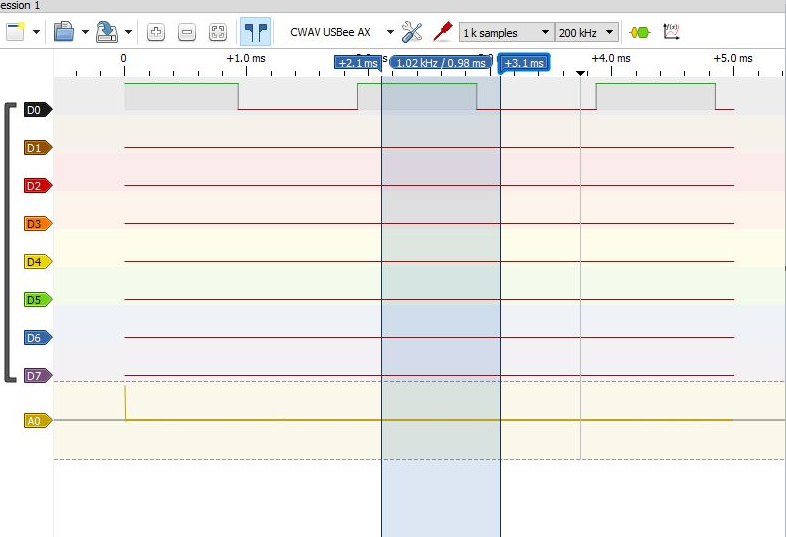 ession 1
CWAV USBee AX
1 k samples
200 kHz
0
+1.0 ms
+2.1 ms
1.02 kHz / 0.98 ms
+3.1 ms
+4.0 ms
+5.0 ms
D0
D1
D2
D3
D4
D5
D6
D7
A0